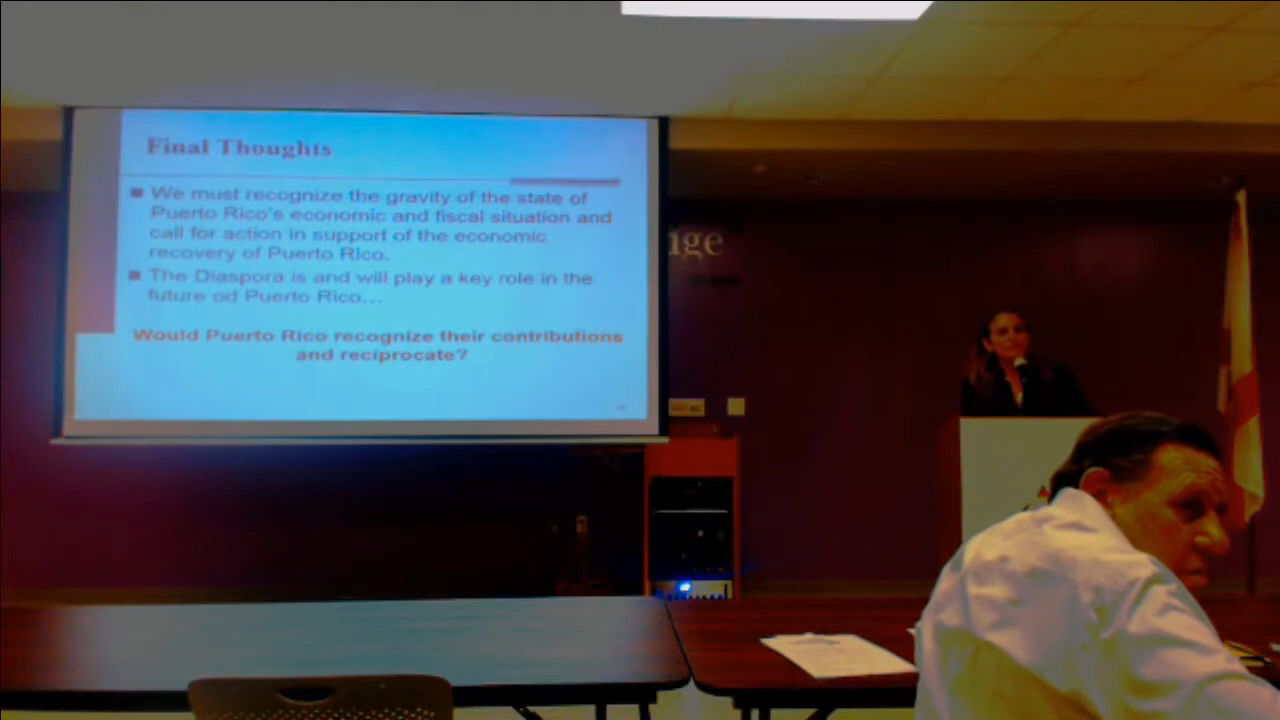 Final Thoughts
We must recognize the gravity of the state of
Puerto Rico's economic and fiscal situation and
call for action in support of the economic
recovery of Puerto Rico.
The Diaspora is and will play a key role in the
future od Puerto Rico...
Would Puerto Rico recognize their contributions
and reciprocate?